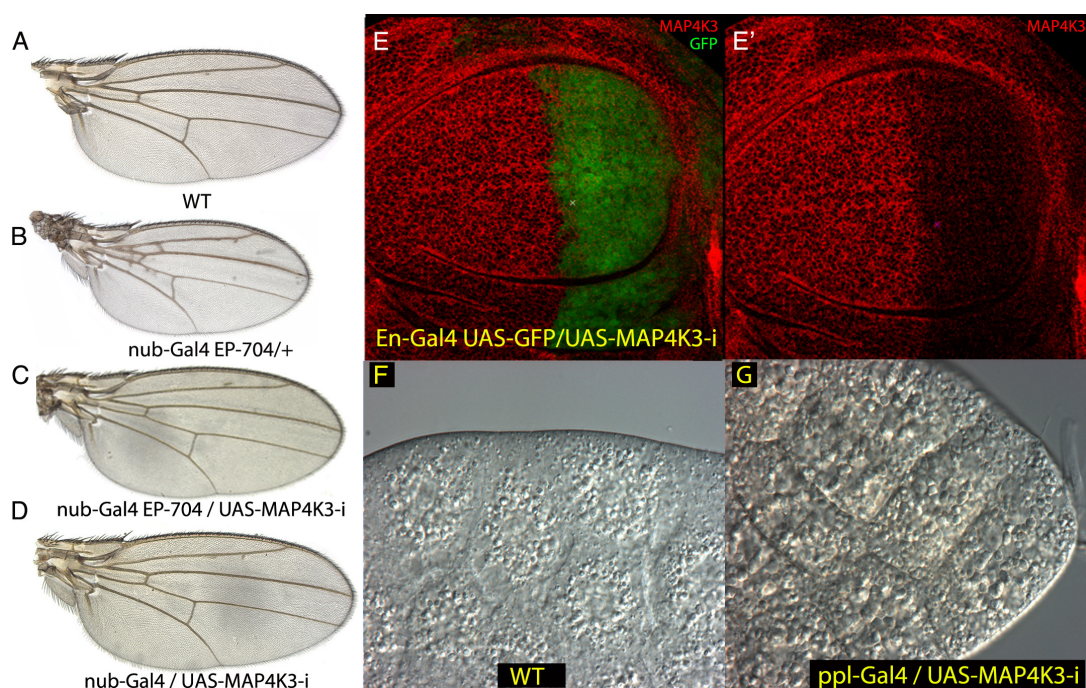 A
WT
B
nub-Gal4 EP-704/+
C
nub-Gal4 EP-704 / UAS-MAP4K3-i
D
nub-Gal4 / UAS-MAP4K3-i
E
MAP4K3
GFP
En-Gal4 UAS-GFP/UAS-MAP4K3-i
E'
MAP4K3
F
WT
G
ppl-Gal4 / UAS-MAP4K3-i